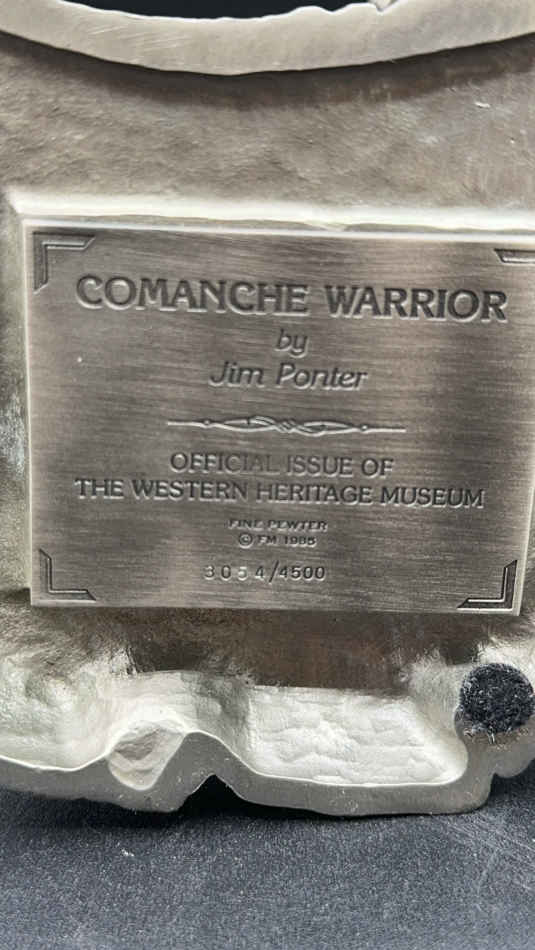 COMANCHE WARRIOR
by
Jim Ponter
OFFICIAL ISSUE OF
THE WESTERN HERITAGE MUSEUM
FINE PEWTER
© FM 1985
3054/4500